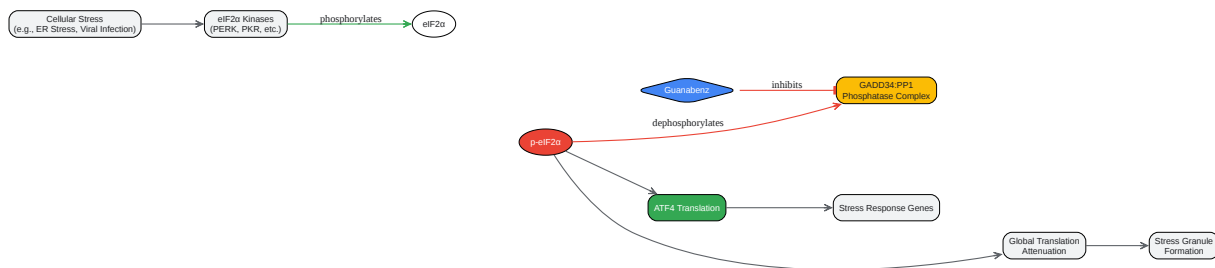 Cellular Stress
(e.g., ER Stress, Viral Infection)
eIF2α Kinases
(PERK, PKR, etc.)
phosphorylates
eIF2α
Guanabenz
inhibits
GADD34:PP1
Phosphatase Complex
dephosphorylates
p-eIF2α
ATF4 Translation
Stress Response Genes
Global Translation
Attenuation
Stress Granule
Formation